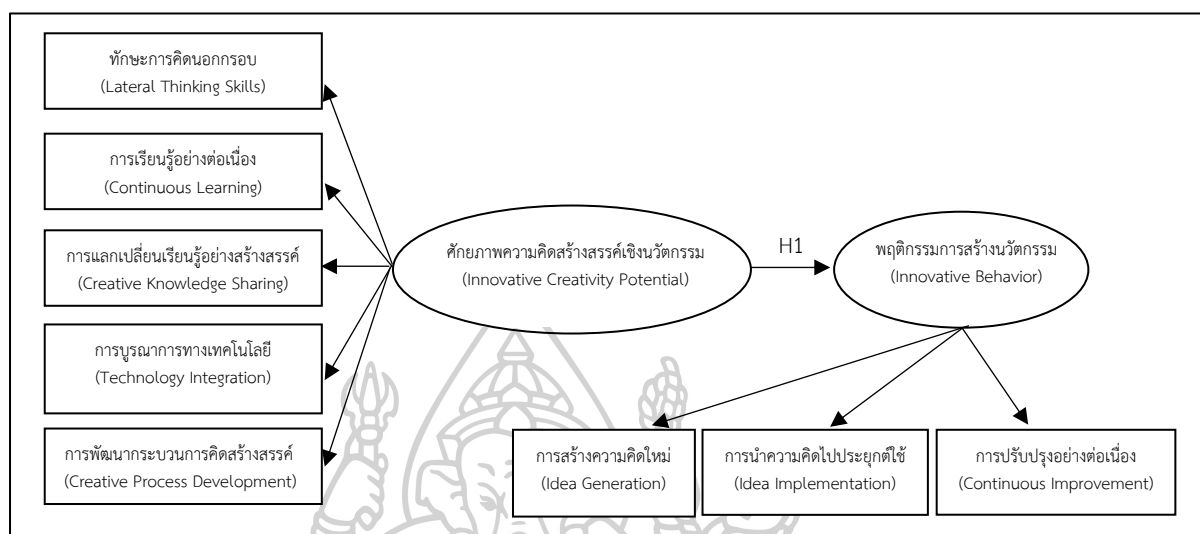 ทักษะการคิดนอกกรอบ
(Lateral Thinking Skills)
การเรียนรู้อย่างต่อเนื่อง
(Continuous Learning)
การแลกเปลี่ยนเรียนรู้อย่างสร้างสรรค์
(Creative Knowledge Sharing)
การบูรณาการทางเทคโนโลยี
(Technology Integration)
การพัฒนากระบวนการคิดสร้างสรรค์
(Creative Process Development)
ศักยภาพความคิดสร้างสรรค์เชิงนวัตกรรม
(Innovative Creativity Potential)
H1
พฤติกรรมการสร้างนวัตกรรม
(Innovative Behavior)
การสร้างความคิดใหม่
(Idea Generation)
การนำความคิดไปประยุกต์ใช้
(Idea Implementation)
การปรับปรุงอย่างต่อเนื่อง
(Continuous Improvement)